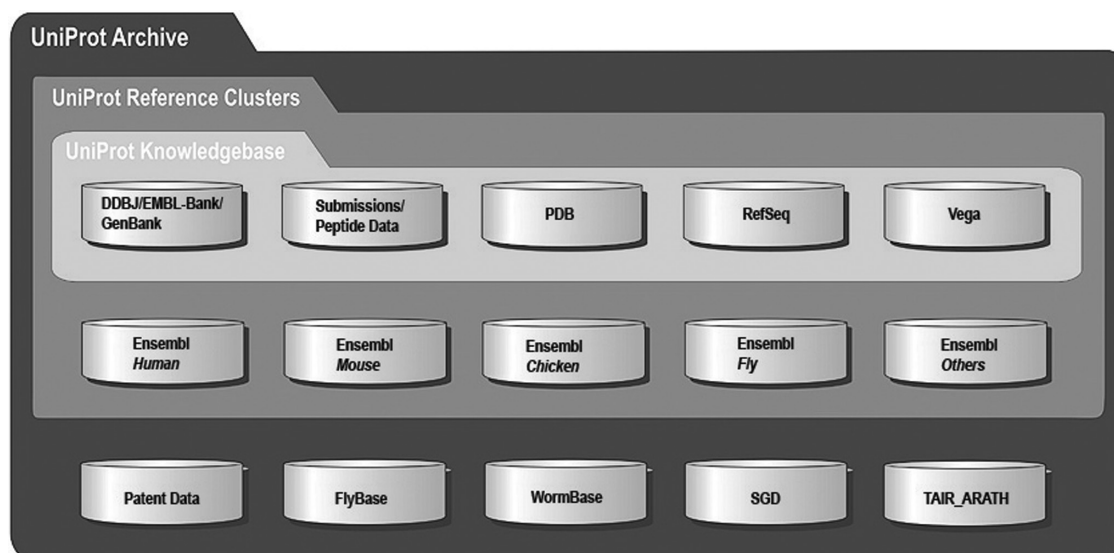 UniProt Archive
UniProt Reference Clusters
UniProt Knowledgebase
DDBJ/EMBL-Bank/
GenBank
Submissions/
Peptide Data
PDB
RefSeq
Vega
Ensembl
Human
Ensembl
Mouse
Ensembl
Chicken
Ensembl
Fly
Ensembl
Others
Patent Data
FlyBase
WormBase
SGD
TAIR_ARATH